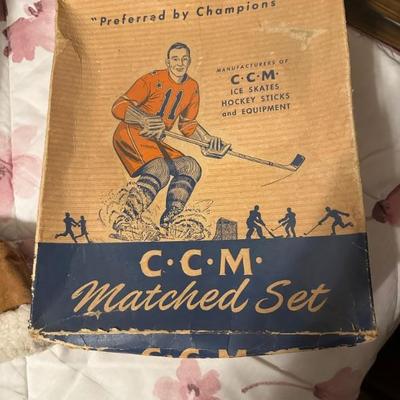 "Preferred by Champions
MANUFACTURERS OF
C·C·M·
ICE SKATES
HOCKEY STICKS
and EQUIPMENT
11
C·C·M·
Matched Set
C·C·M·